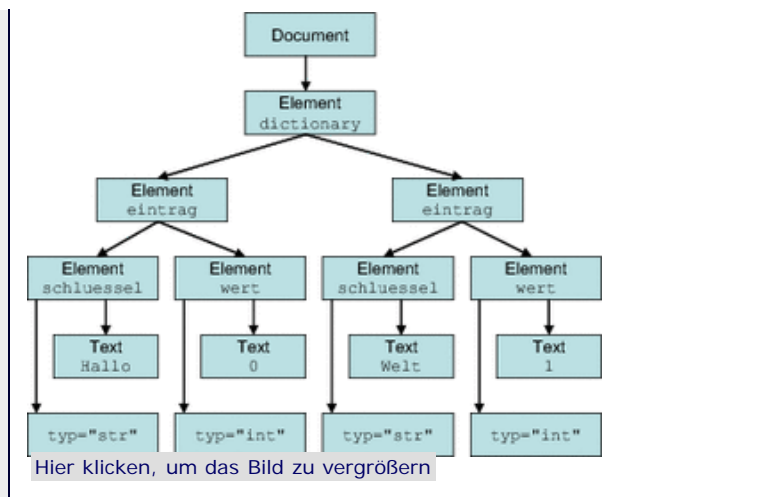 Document
Element
dictionary
Element
eintrag
Element
eintrag
Element
schluessel
Element
wert
Element
schluessel
Element
wert
Text
Hallo
Text
0
Text
Welt
Text
1
typ="str"
typ="int"
typ="str"
typ="int"
Hier klicken, um das Bild zu vergrößern